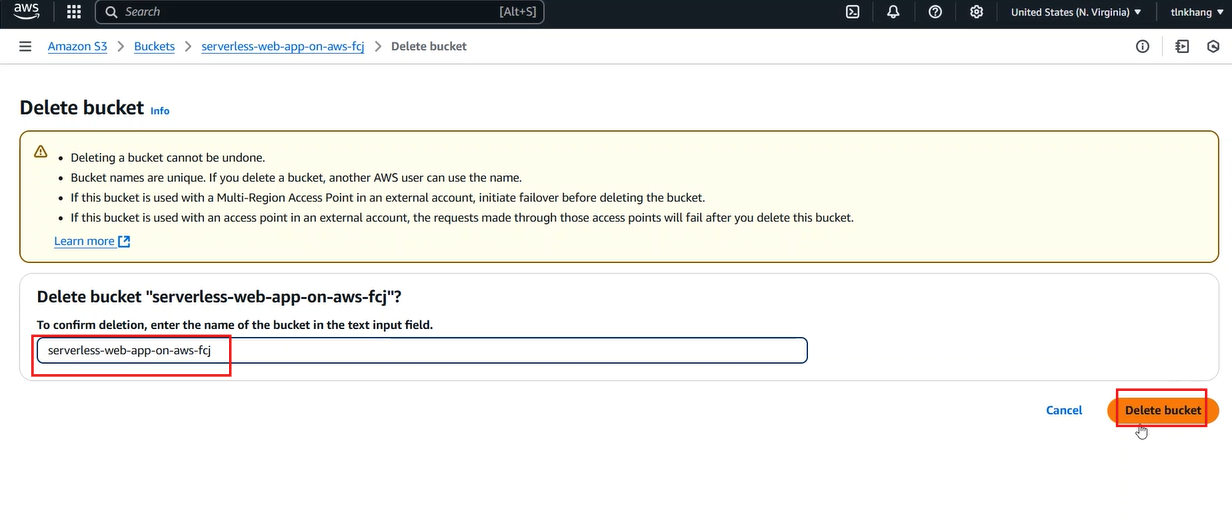 aws Search [Alt+S] United States (N. Virginia) tlnkhang
Amazon S3 Buckets serverless-web-app-on-aws-fcj Delete bucket
Delete bucket Info
Deleting a bucket cannot be undone.
Bucket names are unique. If you delete a bucket, another AWS user can use the name.
If this bucket is used with a Multi-Region Access Point in an external account, initiate failover before deleting the bucket.
If this bucket is used with an access point in an external account, the requests made through those access points will fail after you delete this bucket.
Learn more
Delete bucket "serverless-web-app-on-aws-fcj"?
To confirm deletion, enter the name of the bucket in the text input field.
serverless-web-app-on-aws-fcj
Cancel Delete bucket